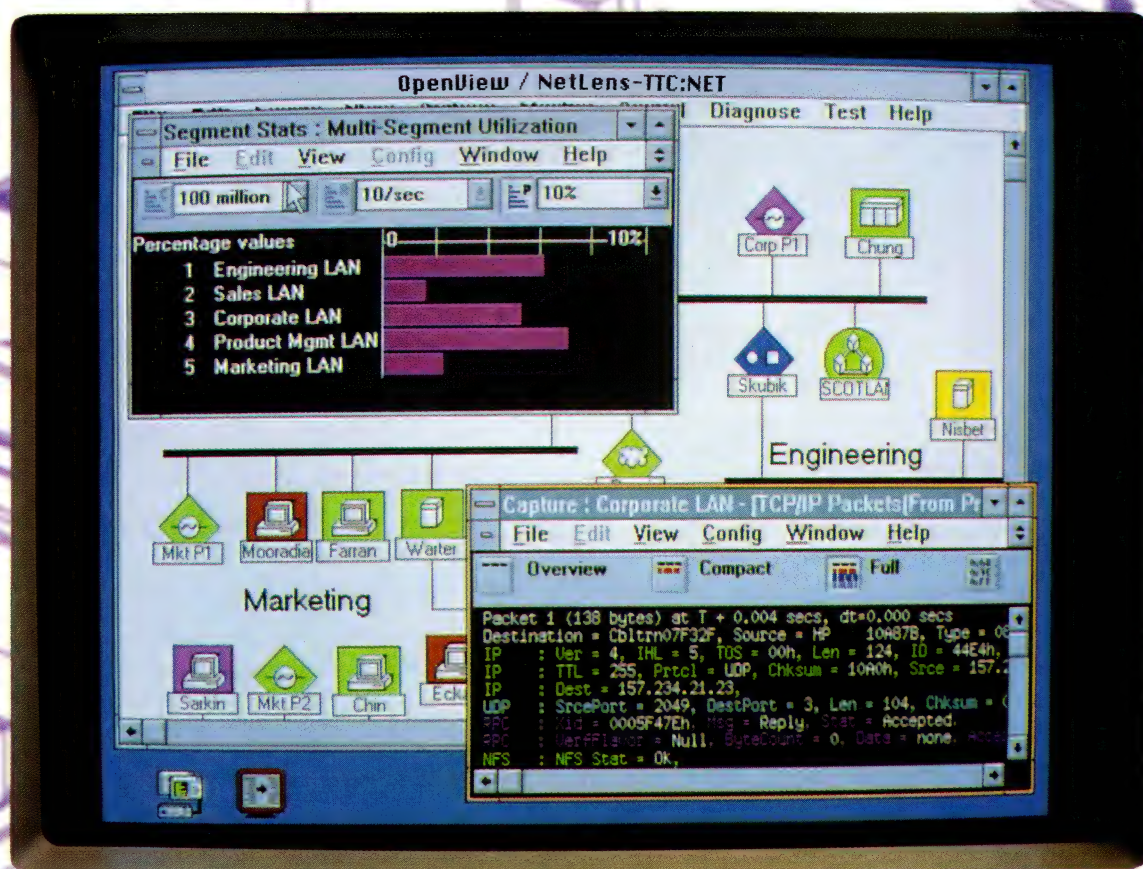 OpenView / NetLens-TTC:NET
Diagnose Test Help
Segment Stats : Multi-Segment Utilization
File Edit View Config Window Help
100 million 10/sec 10%
Percentage values 0 10%
1 Engineering LAN
2 Sales LAN
3 Corporate LAN
4 Product Mgmt LAN
5 Marketing LAN
Corp P1 Chung
Skubik SCOTLA
Nisbet
Engineering
Mkt P1 Mooradia Farran Warter
Marketing
Sarkin Mkt P2 Chin Ecka
Capture : Corporate LAN - [TCP/IP Packets(From Pr
File Edit View Config Window Help
Overview Compact Full
Packet 1 (138 bytes) at T + 0.004 secs, dt=0.000 secs
Destination = Cbltrn07F32F, Source = HP 10A87B, Type = 08
IP : Ver = 4, IHL = 5, TOS = 00h, Len = 124, ID = 44E4h,
IP : TTL = 255, Prtcl = UDP, Chksum = 10A0h, Srce = 157.2
IP : Dest = 157.234.21.23,
UDP : SrcePort = 2049, DestPort = 3, Len = 104, Chksum =
RPC : Xid = 0005F47Eh, Msg = Reply, Stat = Accepted.
RPC : VerfFlavor = Null, ByteCount = 0, Data = none, Accep
NFS : NFS Stat = Ok,